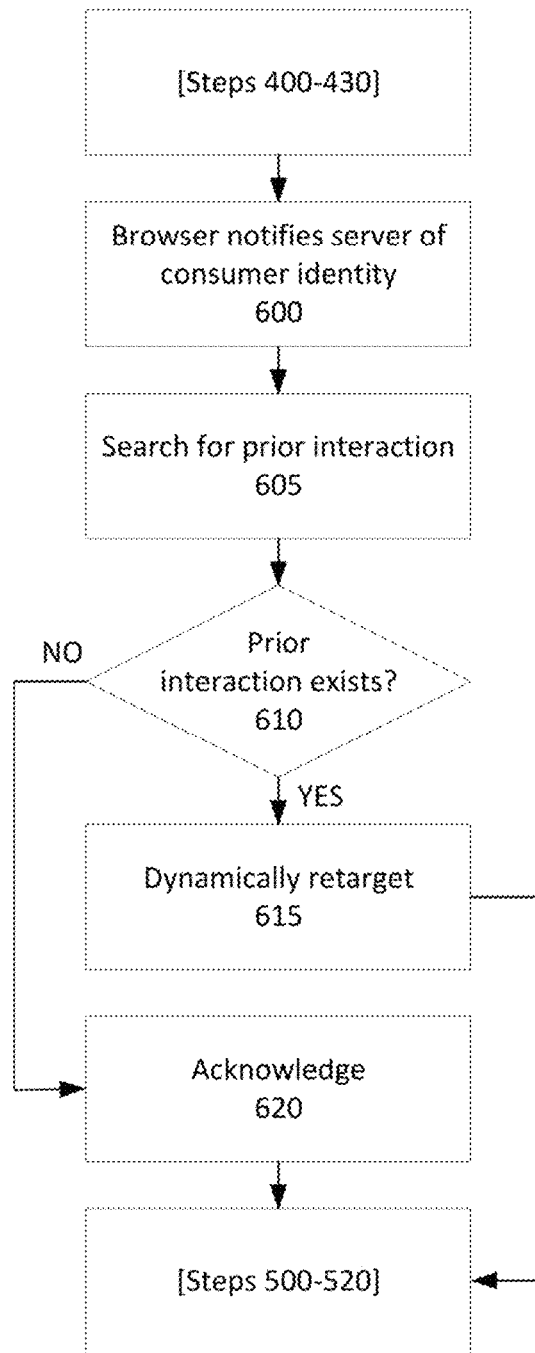 [Steps 400-430]
Browser notifies server of
consumer identity
600
Search for prior interaction
605
NO
Prior
interaction exists?
610
YES
Dynamically retarget
615
Acknowledge
620
[Steps 500-520]